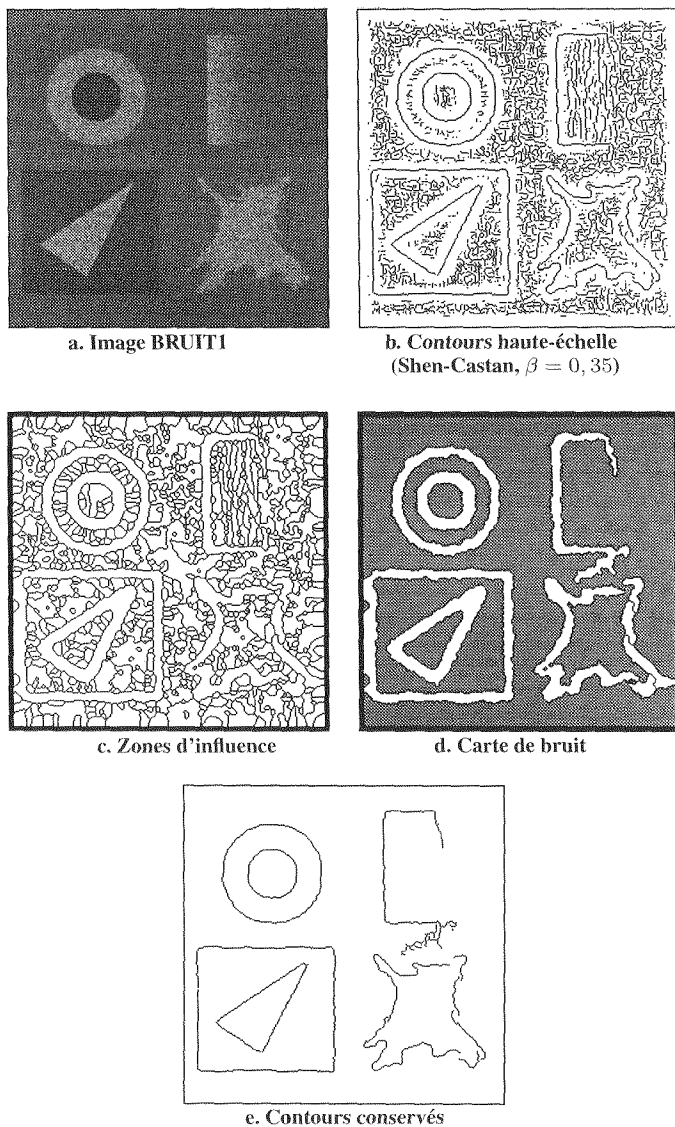 a. Image BRUIT1
b. Contours haute-échelle
(Shen-Castan, β = 0, 35)
c. Zones d'influence
d. Carte de bruit
e. Contours conservés